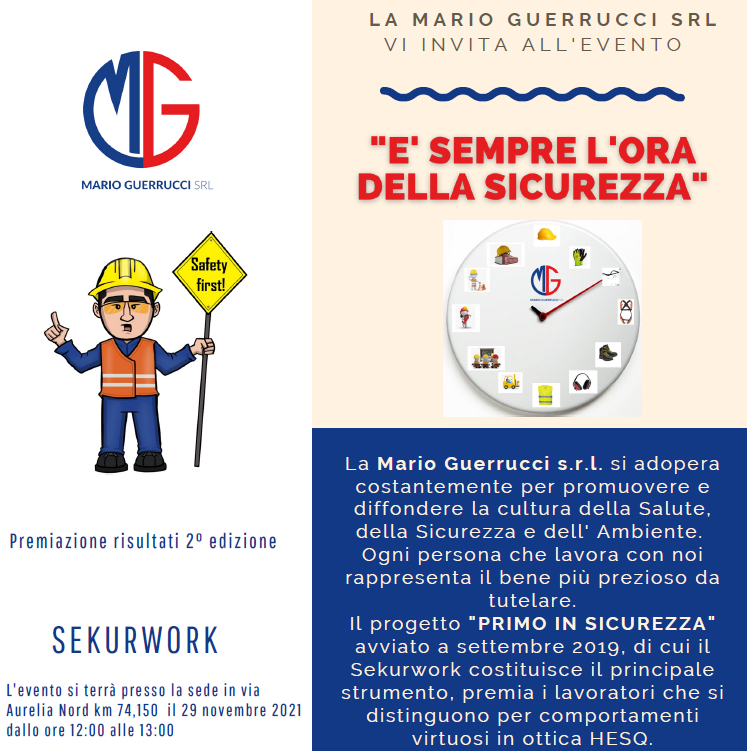 MG
MARIO GUERRUCCI SRL
Safety
first!
Premiazione risultati 2º edizione
SEKURWORK
L'evento si terrà presso la sede in via
Aurelia Nord km 74,150 il 29 novembre 2021
dallo ore 12:00 alle 13:00
LA MARIO GUERRUCCI SRL
VI INVITA ALL'EVENTO
"E' SEMPRE L'ORA
DELLA SICUREZZA"
MG
MARIO GUERRUCCI SRL
La Mario Guerrucci s.r.l. si adopera
costantemente per promuovere e
diffondere la cultura della Salute,
della Sicurezza e dell' Ambiente.
Ogni persona che lavora con noi
rappresenta il bene più prezioso da
tutelare.
Il progetto "PRIMO IN SICUREZZA"
avviato a settembre 2019, di cui il
Sekurwork costituisce il principale
strumento, premia i lavoratori che si
distinguono per comportamenti
virtuosi in ottica HESQ.